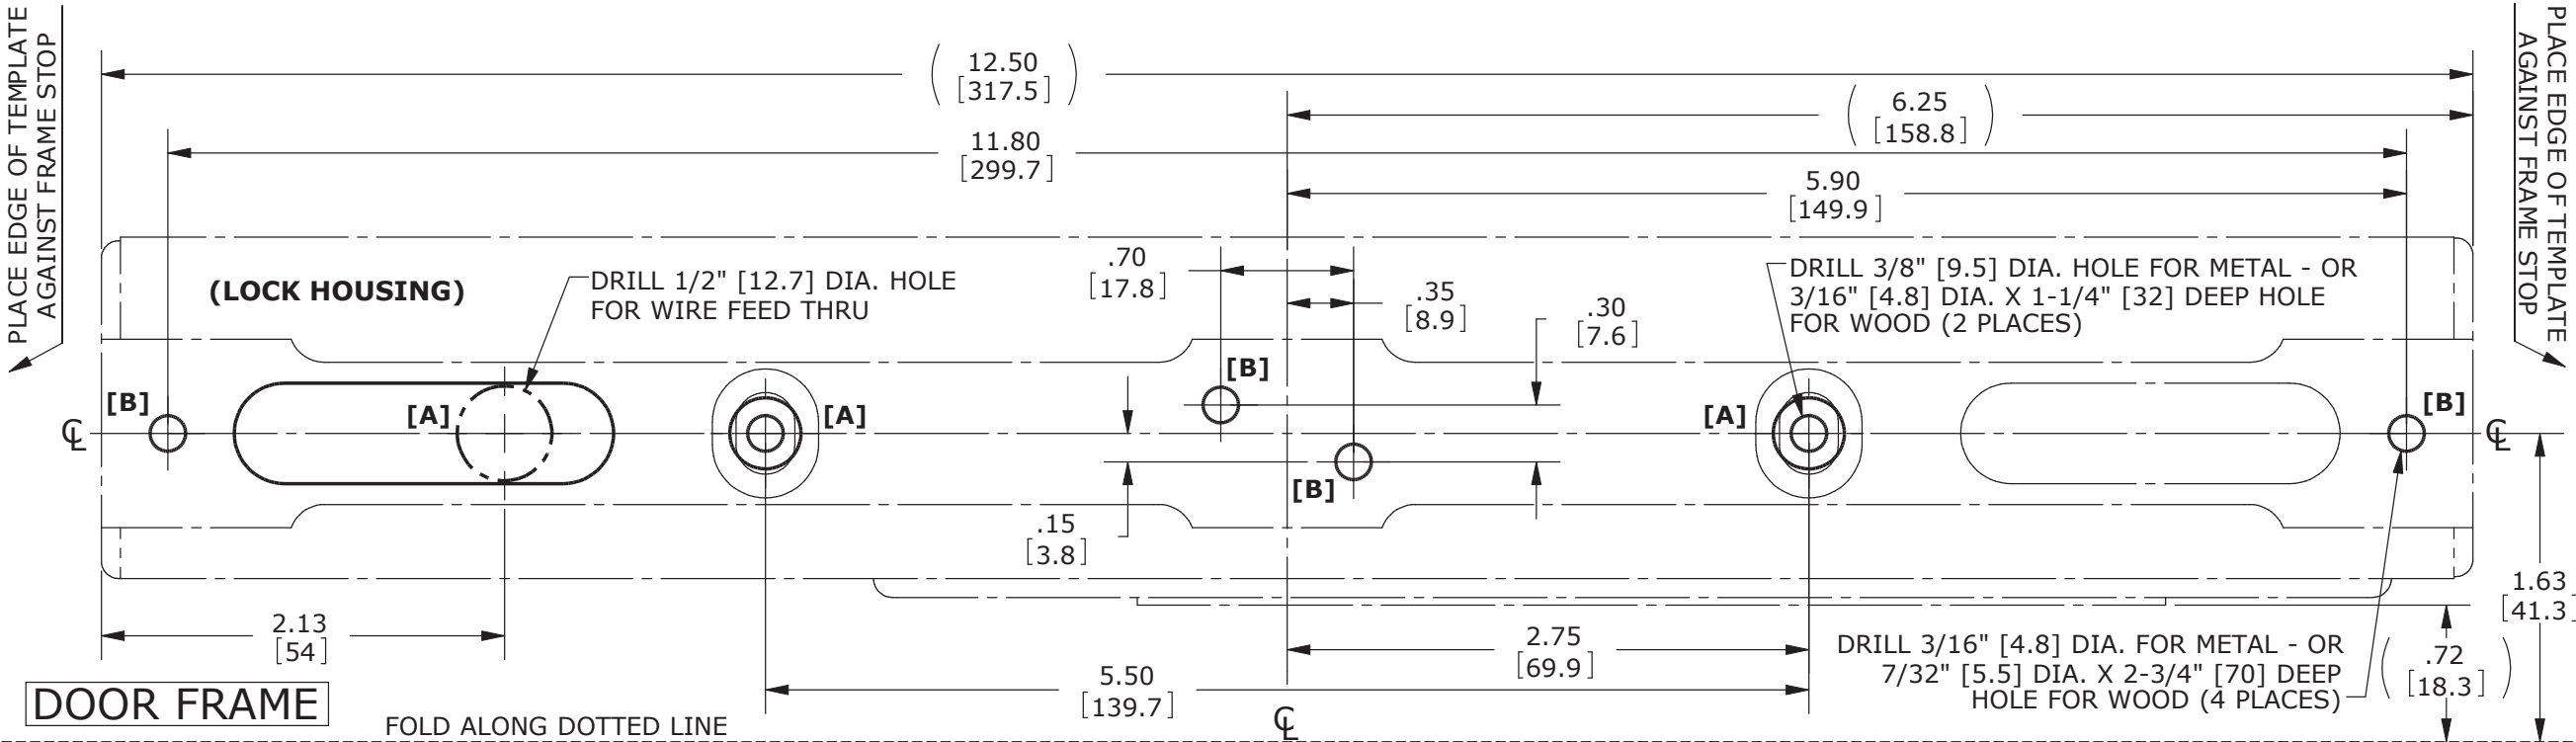 PLACE EDGE OF TEMPLATE
AGAINST FRAME STOP
PLACE EDGE OF TEMPLATE
AGAINST FRAME STOP
( 12.50
[317.5] )
( 6.25
[158.8] )
11.80
[299.7]
5.90
[149.9]
(LOCK HOUSING)
DRILL 1/2" [12.7] DIA. HOLE
FOR WIRE FEED THRU
.70
[17.8]
.35
[8.9]
.30
[7.6]
DRILL 3/8" [9.5] DIA. HOLE FOR METAL - OR
3/16" [4.8] DIA. X 1-1/4" [32] DEEP HOLE
FOR WOOD (2 PLACES)
[B]
[A]
[A]
[B]
[B]
[A]
[B]
℄
℄
.15
[3.8]
1.63
[41.3]
2.13
[54]
2.75
[69.9]
5.50
[139.7]
DRILL 3/16" [4.8] DIA. FOR METAL - OR
7/32" [5.5] DIA. X 2-3/4" [70] DEEP
HOLE FOR WOOD (4 PLACES)
( .72
[18.3] )
DOOR FRAME
FOLD ALONG DOTTED LINE
℄